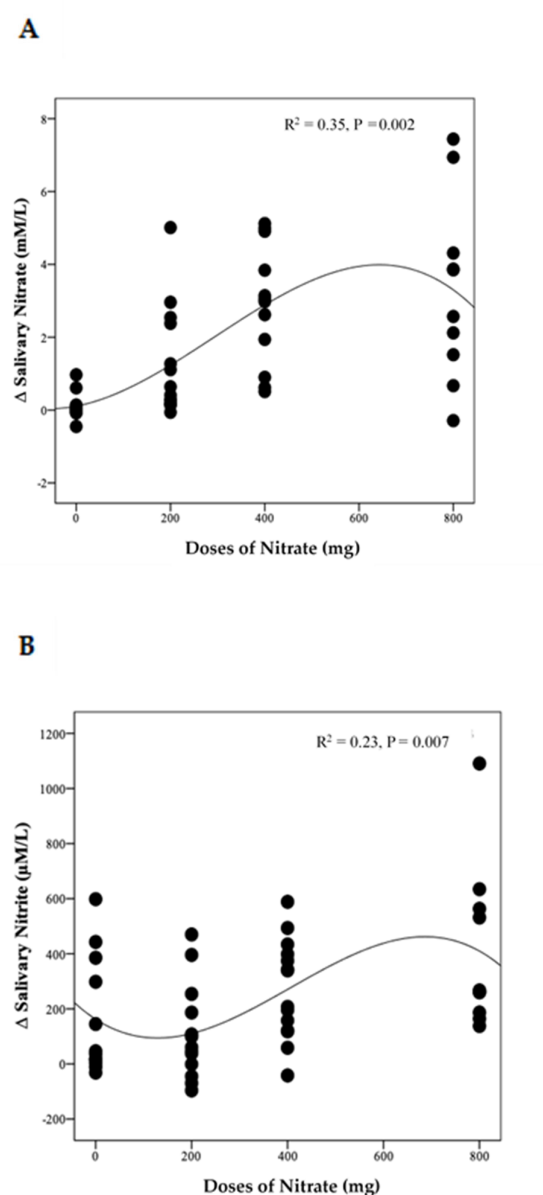 A
R² = 0.35, P =0.002
8
6
4
2
0
-2
Δ Salivary Nitrate (mM/L)
0 200 400 600 800
Doses of Nitrate (mg)
B
R² = 0.23, P = 0.007
1200
1000
800
600
400
200
0
-200
Δ Salivary Nitrite (μM/L)
0 200 400 600 800
Doses of Nitrate (mg)